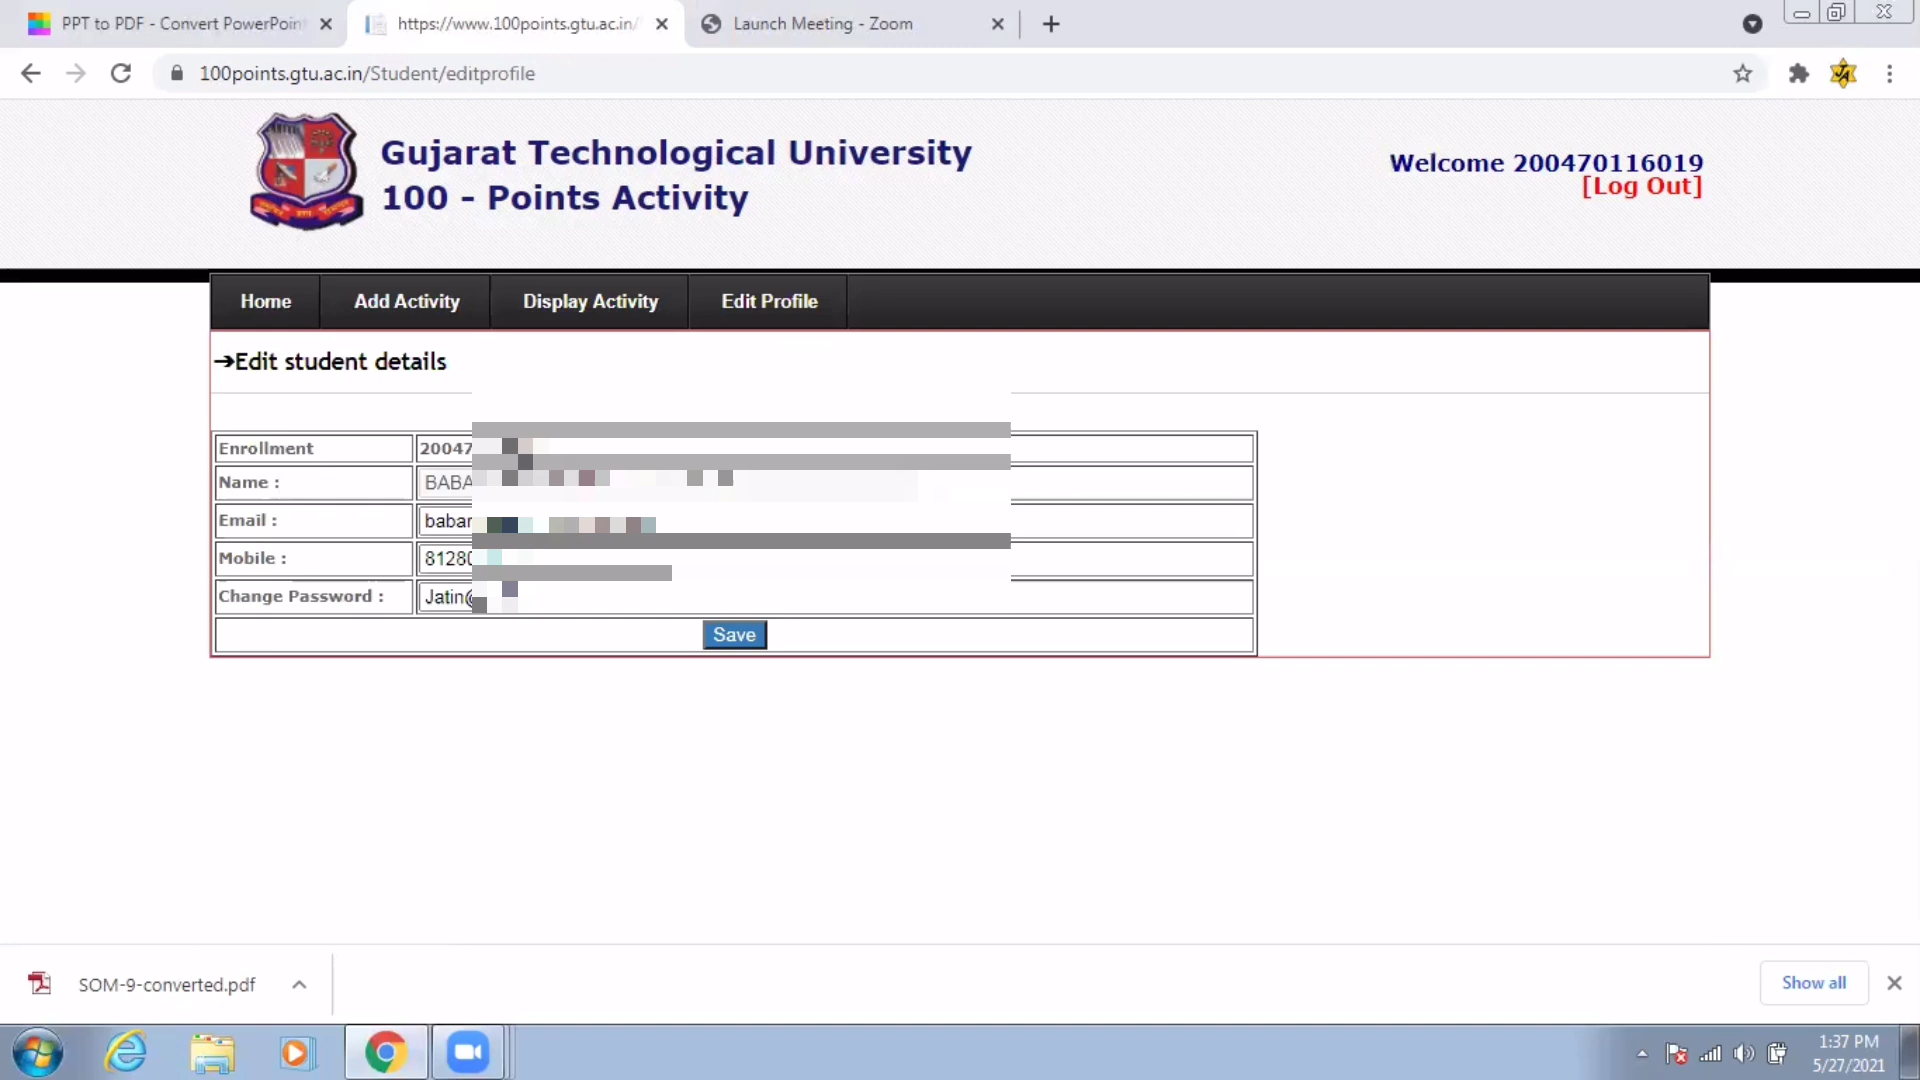 PPT to PDF - Convert PowerPoin
https://www.100points.gtu.ac.in/
Launch Meeting - Zoom
100points.gtu.ac.in/Student/editprofile
Gujarat Technological University
100 - Points Activity
Welcome 200470116019
[Log Out]
Home Add Activity Display Activity Edit Profile
➔Edit student details
Enrollment 20047
Name : BABA
Email : babar
Mobile : 81280
Change Password : Jatin@
Save
SOM-9-converted.pdf
Show all
1:37 PM
5/27/2021